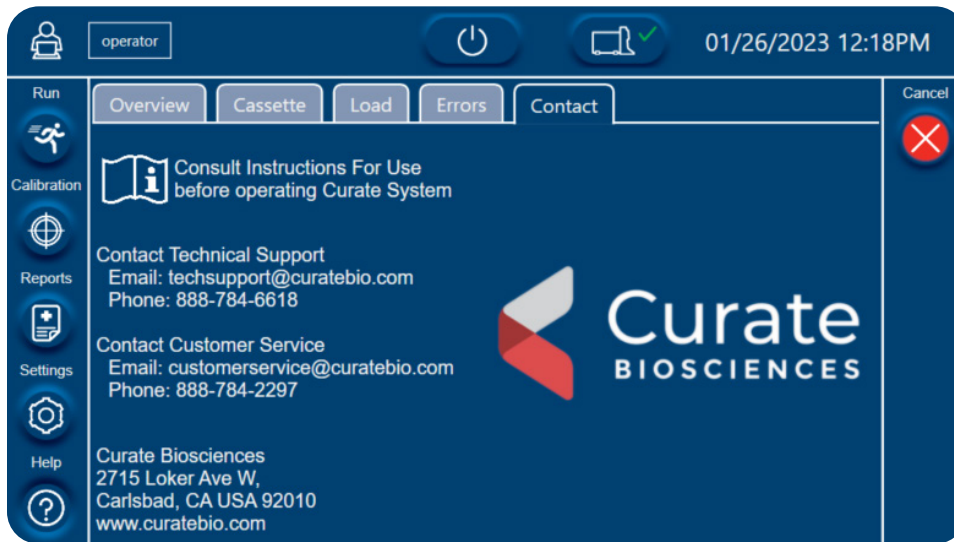 operator
01/26/2023 12:18PM
Run
Calibration
Reports
Settings
Help
Overview
Cassette
Load
Errors
Contact
Cancel
Consult Instructions For Use
before operating Curate System
Contact Technical Support
Email: techsupport@curatebio.com
Phone: 888-784-6618
Contact Customer Service
Email: customerservice@curatebio.com
Phone: 888-784-2297
Curate Biosciences
2715 Loker Ave W,
Carlsbad, CA USA 92010
www.curatebio.com
Curate
BIOSCIENCES